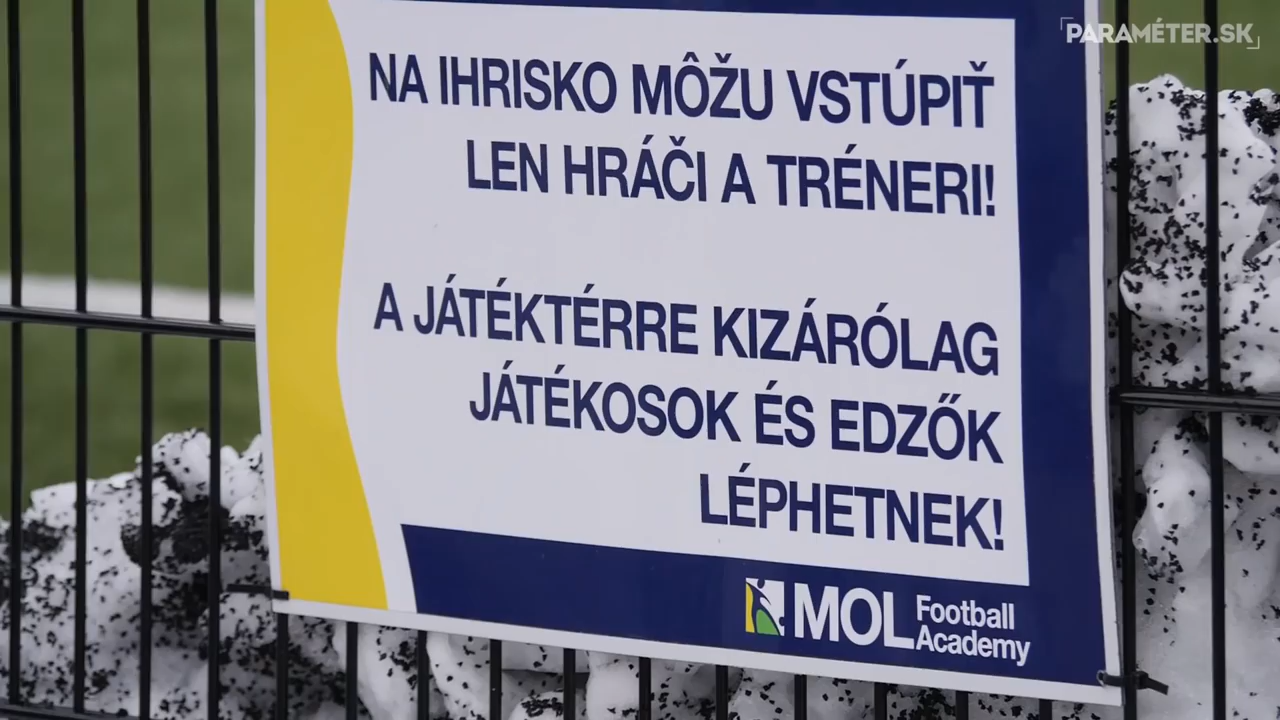 PARAMÉTER.SK
NA IHRISKO MÔŽU VSTÚPIŤ
LEN HRÁČI A TRÉNERI!
A JÁTÉKTÉRRE KIZÁRÓLAG
JÁTÉKOSOK ÉS EDZŐK
LÉPHETNEK!
MOL Football
Academy